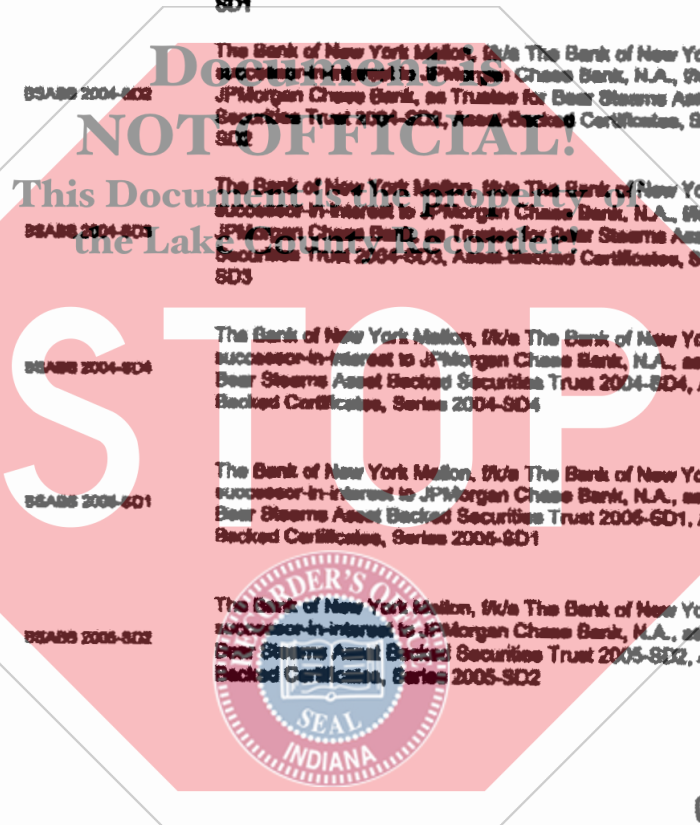 SD1
Document is
NOT OFFICIAL!
This Document is the property of
the Lake County Recorder!
STOP
BSABS 2004-SD2
The Bank of New York Mellon, f/k/a The Bank of New Yo
successor-in-interest to JPMorgan Chase Bank, N.A., th
JPMorgan Chase Bank, as Trustee for Bear Stearns Ass
Securities Trust 2004-SD2, Asset-Backed Certificates, S
SD2
BSABS 2004-SD3
The Bank of New York Mellon, f/k/a The Bank of New Yo
successor-in-interest to JPMorgan Chase Bank, N.A., th
JPMorgan Chase Bank, as Trustee for Bear Stearns Ass
Securities Trust 2004-SD3, Asset-Backed Certificates, S
SD3
BSABS 2004-SD4
The Bank of New York Mellon, f/k/a The Bank of New Yo
successor-in-interest to JPMorgan Chase Bank, N.A., as
Bear Stearns Asset Backed Securities Trust 2004-SD4,
Backed Certificates, Series 2004-SD4
BSABS 2005-SD1
The Bank of New York Mellon, f/k/a The Bank of New Yo
successor-in-interest to JPMorgan Chase Bank, N.A., as
Bear Stearns Asset Backed Securities Trust 2005-SD1,
Backed Certificates, Series 2005-SD1
BSABS 2005-SD2
The Bank of New York Mellon, f/k/a The Bank of New Yo
successor-in-interest to JPMorgan Chase Bank, N.A., as
Bear Stearns Asset Backed Securities Trust 2005-SD2,
Backed Certificates, Series 2005-SD2
SEAL
INDIANA